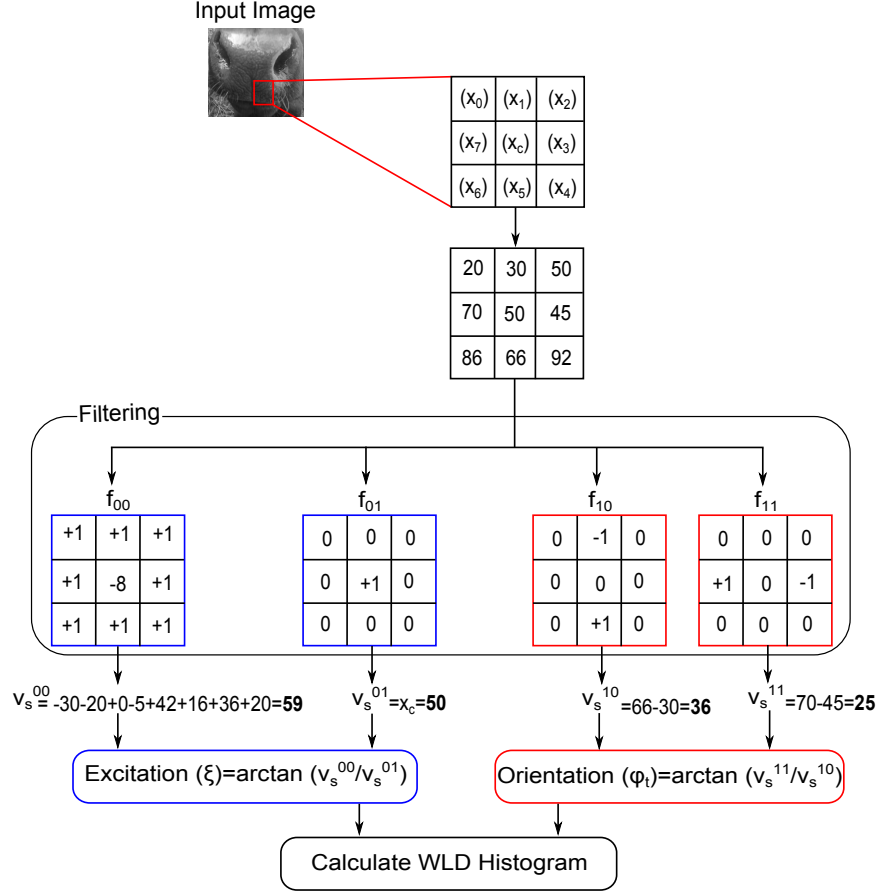 Input Image
(x₀) (x₁) (x₂)
(x₇) (x꜀) (x₃)
(x₆) (x₅) (x₄)
20 30 50
70 50 45
86 66 92
Filtering
f₀₀ f₀₁ f₁₀ f₁₁
+1 +1 +1 0 0 0 0 -1 0 0 0 0
+1 -8 +1 0 +1 0 0 0 0 +1 0 -1
+1 +1 +1 0 0 0 0 +1 0 0 0 0
vₛ⁰⁰ = -30-20+0-5+42+16+36+20=59 vₛ⁰¹=x꜀=50 vₛ¹⁰=66-30=36 vₛ¹¹=70-45=25
Excitation (ξ)=arctan (vₛ⁰⁰/vₛ⁰¹) Orientation (φₜ)=arctan (vₛ¹¹/vₛ¹⁰)
Calculate WLD Histogram